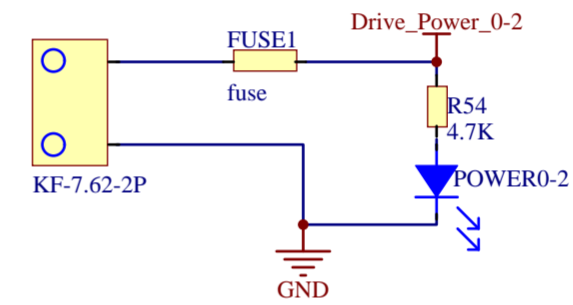 Drive_Power_0-2
FUSE1
fuse
R54
4.7K
KF-7.62-2P
POWER0-2
GND